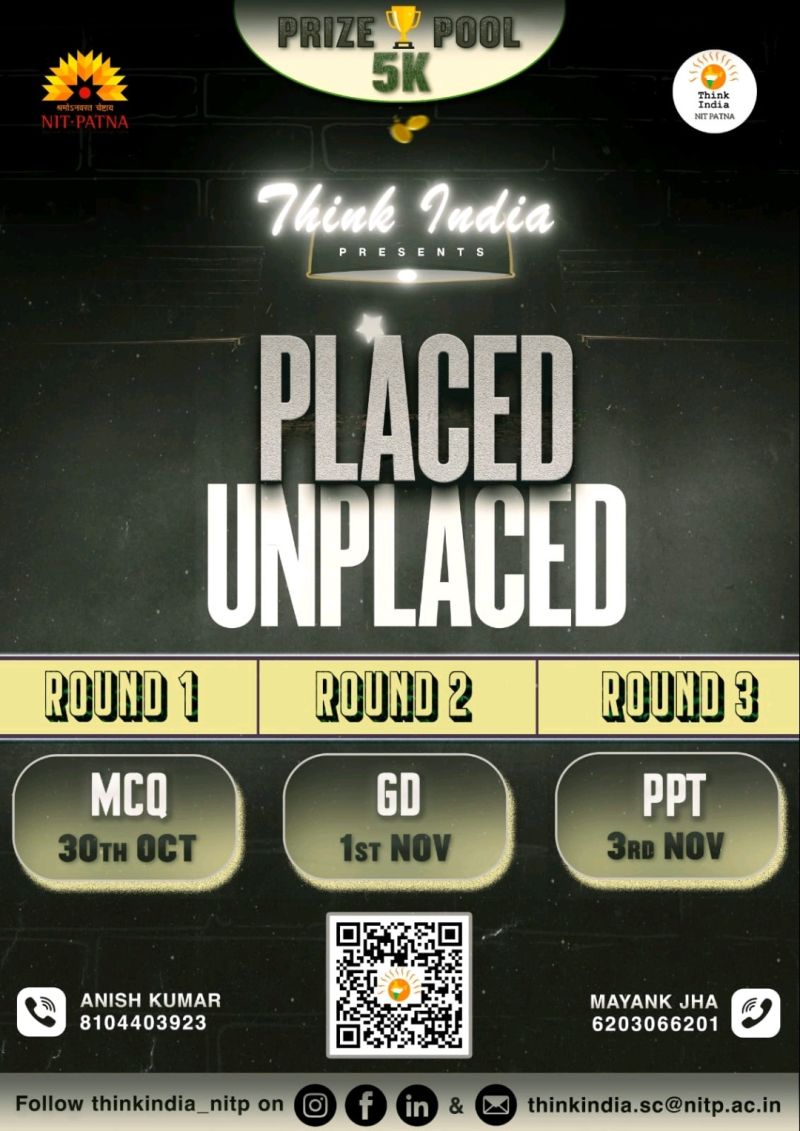 PRIZE POOL
5K
श्रमोऽनवरत चेष्टाय
NIT-PATNA
Think
India
NIT PATNA
Think India
PRESENTS
PLACED
UNPLACED
ROUND 1
ROUND 2
ROUND 3
MCQ
30TH OCT
GD
1ST NOV
PPT
3RD NOV
ANISH KUMAR
8104403923
MAYANK JHA
6203066201
Follow thinkindia_nitp on & thinkindia.sc@nitp.ac.in